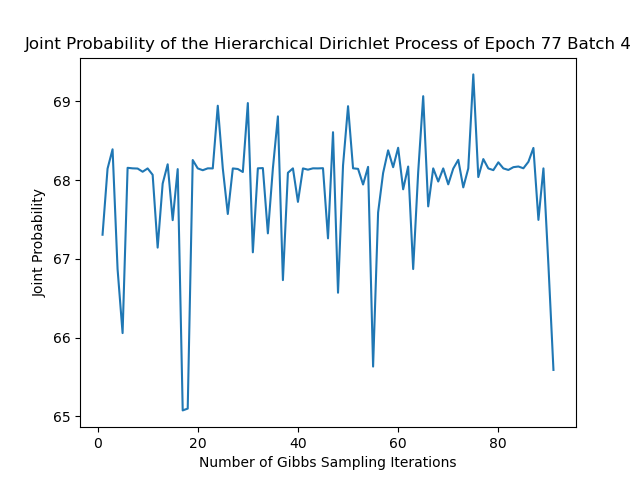 Joint Probability of the Hierarchical Dirichlet Process of Epoch 77 Batch 4
69
68
67
66
65
Joint Probability
0 20 40 60 80
Number of Gibbs Sampling Iterations